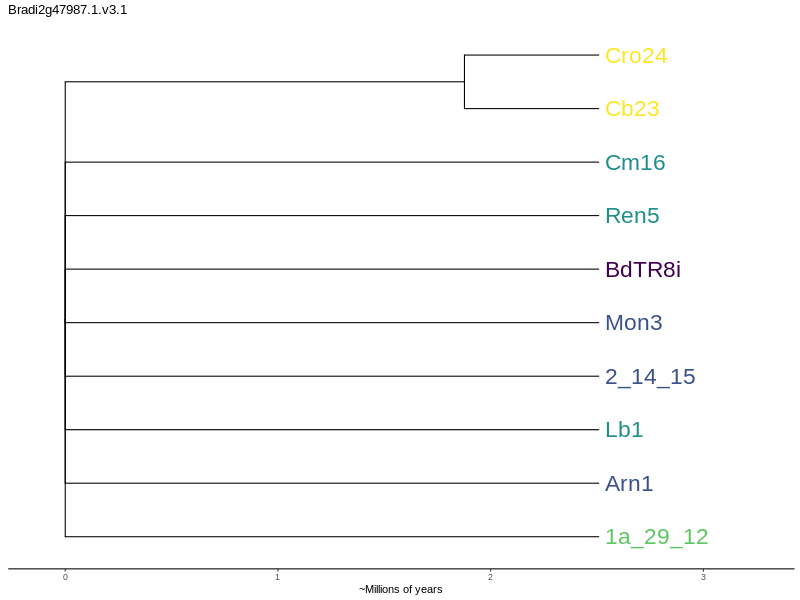 Bradi2g47987.1.v3.1
Cro24
Cb23
Cm16
Ren5
BdTR8i
Mon3
2_14_15
Lb1
Arn1
1a_29_12
0 1 2 3
~Millions of years